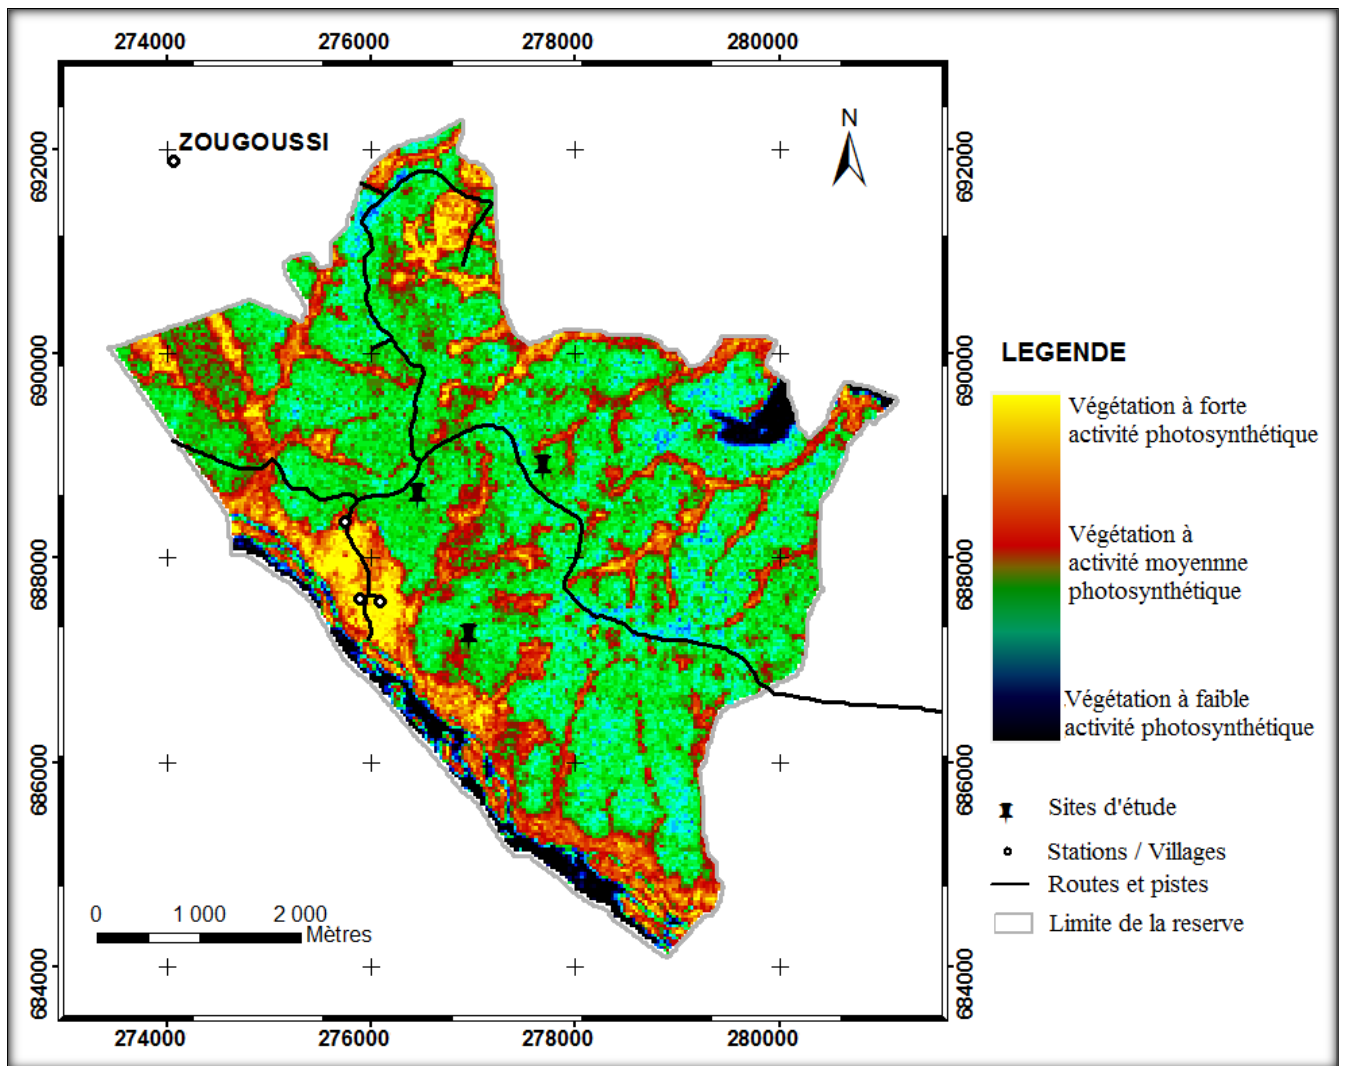 274000 276000 278000 280000
692000 692000
690000 690000
688000 688000
686000 686000
684000 684000
ZOUGOUSSI
N
0 1 000 2 000
Mètres
274000 276000 278000 280000
LEGENDE
Végétation à forte
activité photosynthétique
Végétation à
activité moyennne
photosynthétique
Végétation à faible
activité photosynthétique
Sites d'étude
Stations / Villages
Routes et pistes
Limite de la reserve